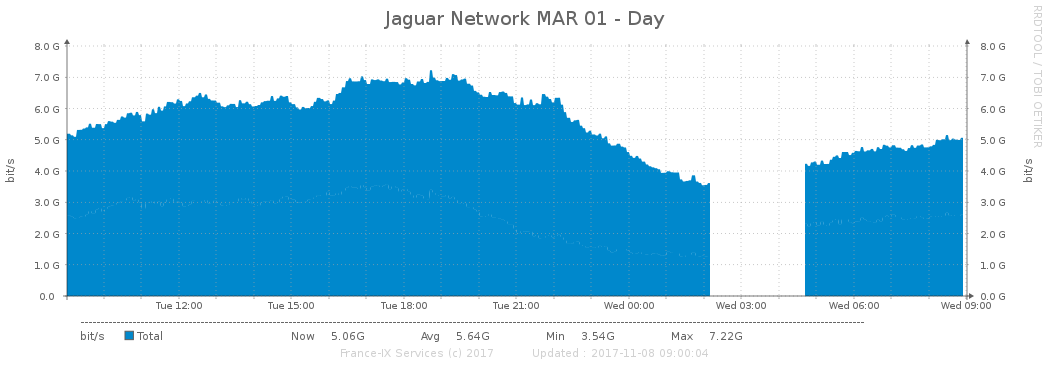 Jaguar Network MAR 01 - Day
RRDTOOL / TOBI OETIKER
bit/s
bit/s
8.0 G 8.0 G
7.0 G 7.0 G
6.0 G 6.0 G
5.0 G 5.0 G
4.0 G 4.0 G
3.0 G 3.0 G
2.0 G 2.0 G
1.0 G 1.0 G
0.0 0.0 G
Tue 12:00 Tue 15:00 Tue 18:00 Tue 21:00 Wed 00:00 Wed 03:00 Wed 06:00 Wed 09:00
bit/s Total Now 5.06G Avg 5.64G Min 3.54G Max 7.22G
France-IX Services (c) 2017 Updated : 2017-11-08 09:00:04